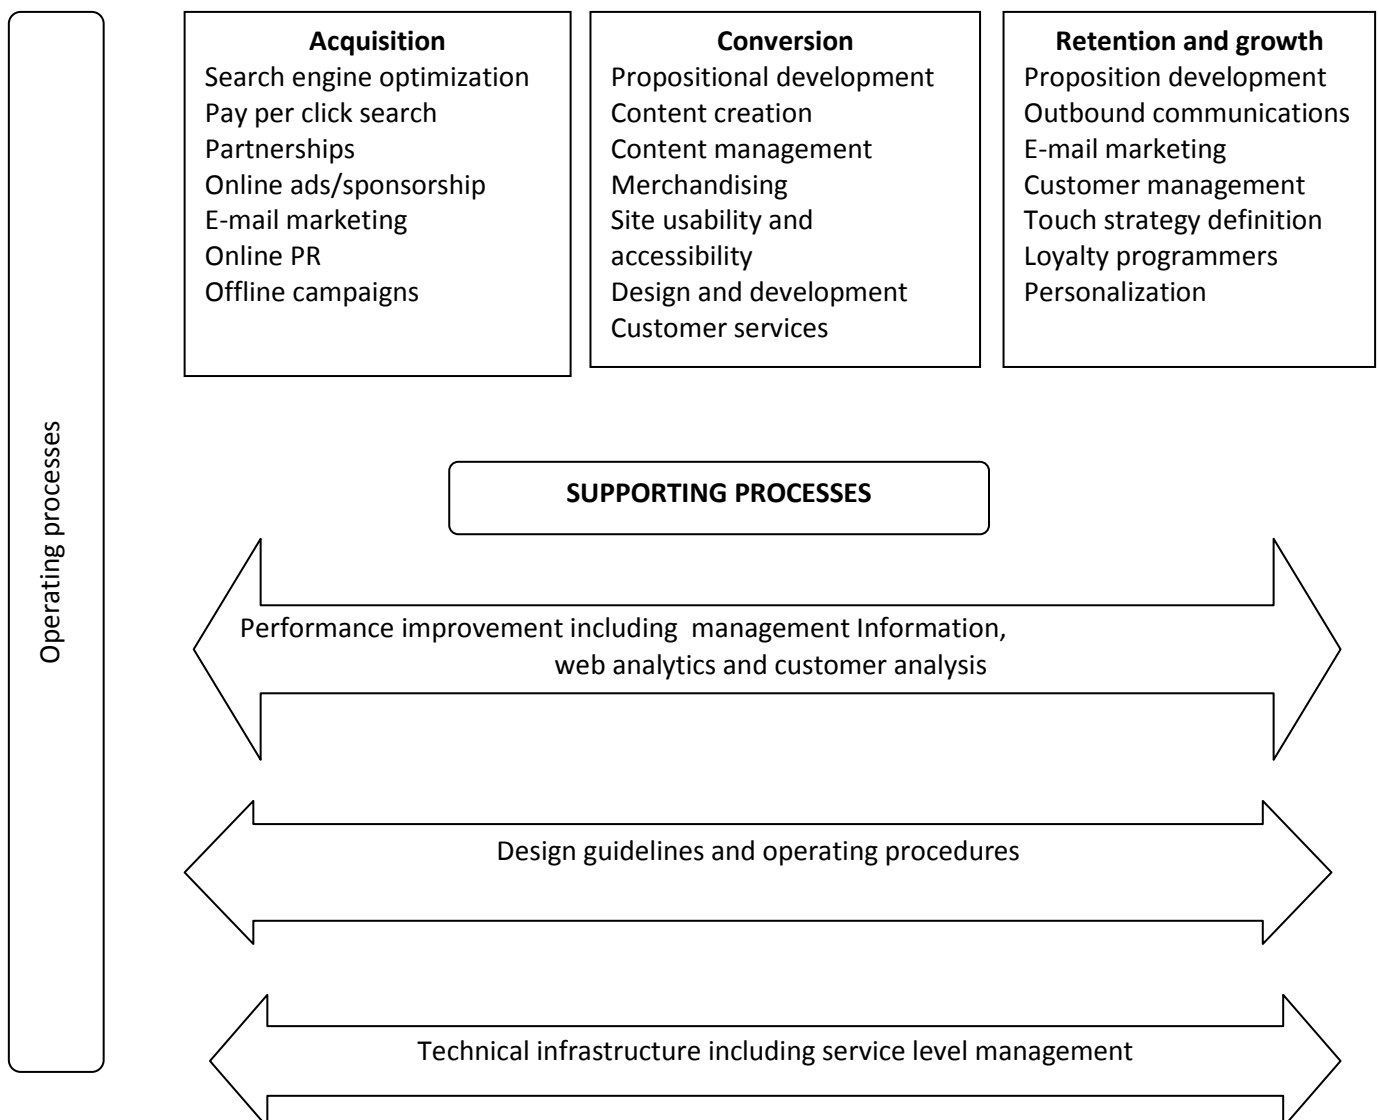 Operating processes
Acquisition
Search engine optimization
Pay per click search
Partnerships
Online ads/sponsorship
E-mail marketing
Online PR
Offline campaigns
Conversion
Propositional development
Content creation
Content management
Merchandising
Site usability and
accessibility
Design and development
Customer services
Retention and growth
Proposition development
Outbound communications
E-mail marketing
Customer management
Touch strategy definition
Loyalty programmers
Personalization
SUPPORTING PROCESSES
Performance improvement including management Information,
web analytics and customer analysis
Design guidelines and operating procedures
Technical infrastructure including service level management